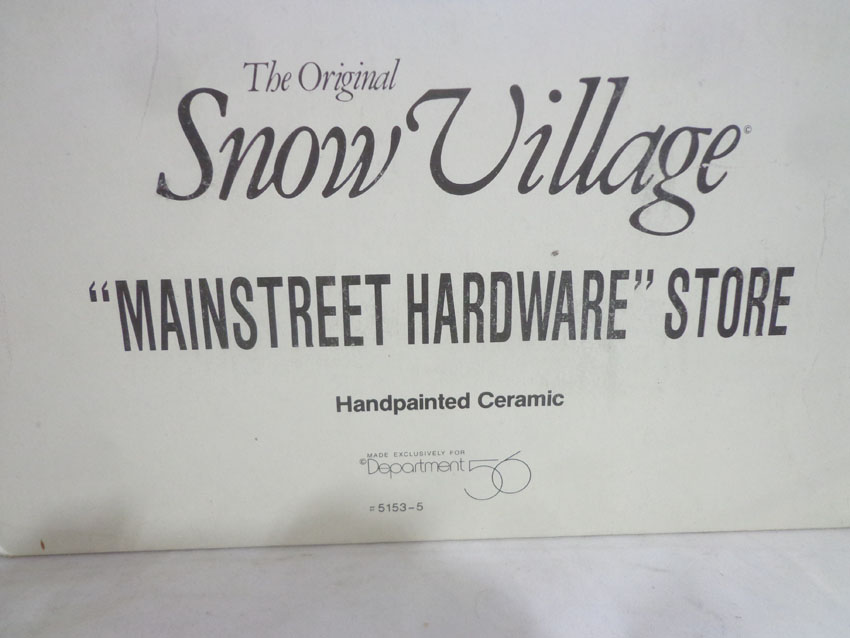 The Original
Snow Village©
“MAINSTREET HARDWARE” STORE
Handpainted Ceramic
MADE EXCLUSIVELY FOR
©Department 56
#5153-5